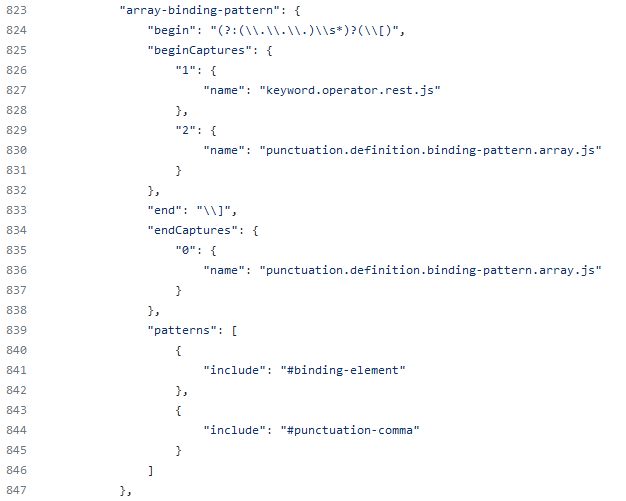 823             "array-binding-pattern": {
824                 "begin": "(?:(\\.\\.\\.)\\s*)?(\\[)",
825                 "beginCaptures": {
826                     "1": {
827                         "name": "keyword.operator.rest.js"
828                     },
829                     "2": {
830                         "name": "punctuation.definition.binding-pattern.array.js"
831                     }
832                 },
833                 "end": "\\]",
834                 "endCaptures": {
835                     "0": {
836                         "name": "punctuation.definition.binding-pattern.array.js"
837                     }
838                 },
839                 "patterns": [
840                     {
841                         "include": "#binding-element"
842                     },
843                     {
844                         "include": "#punctuation-comma"
845                     }
846                 ]
847             },